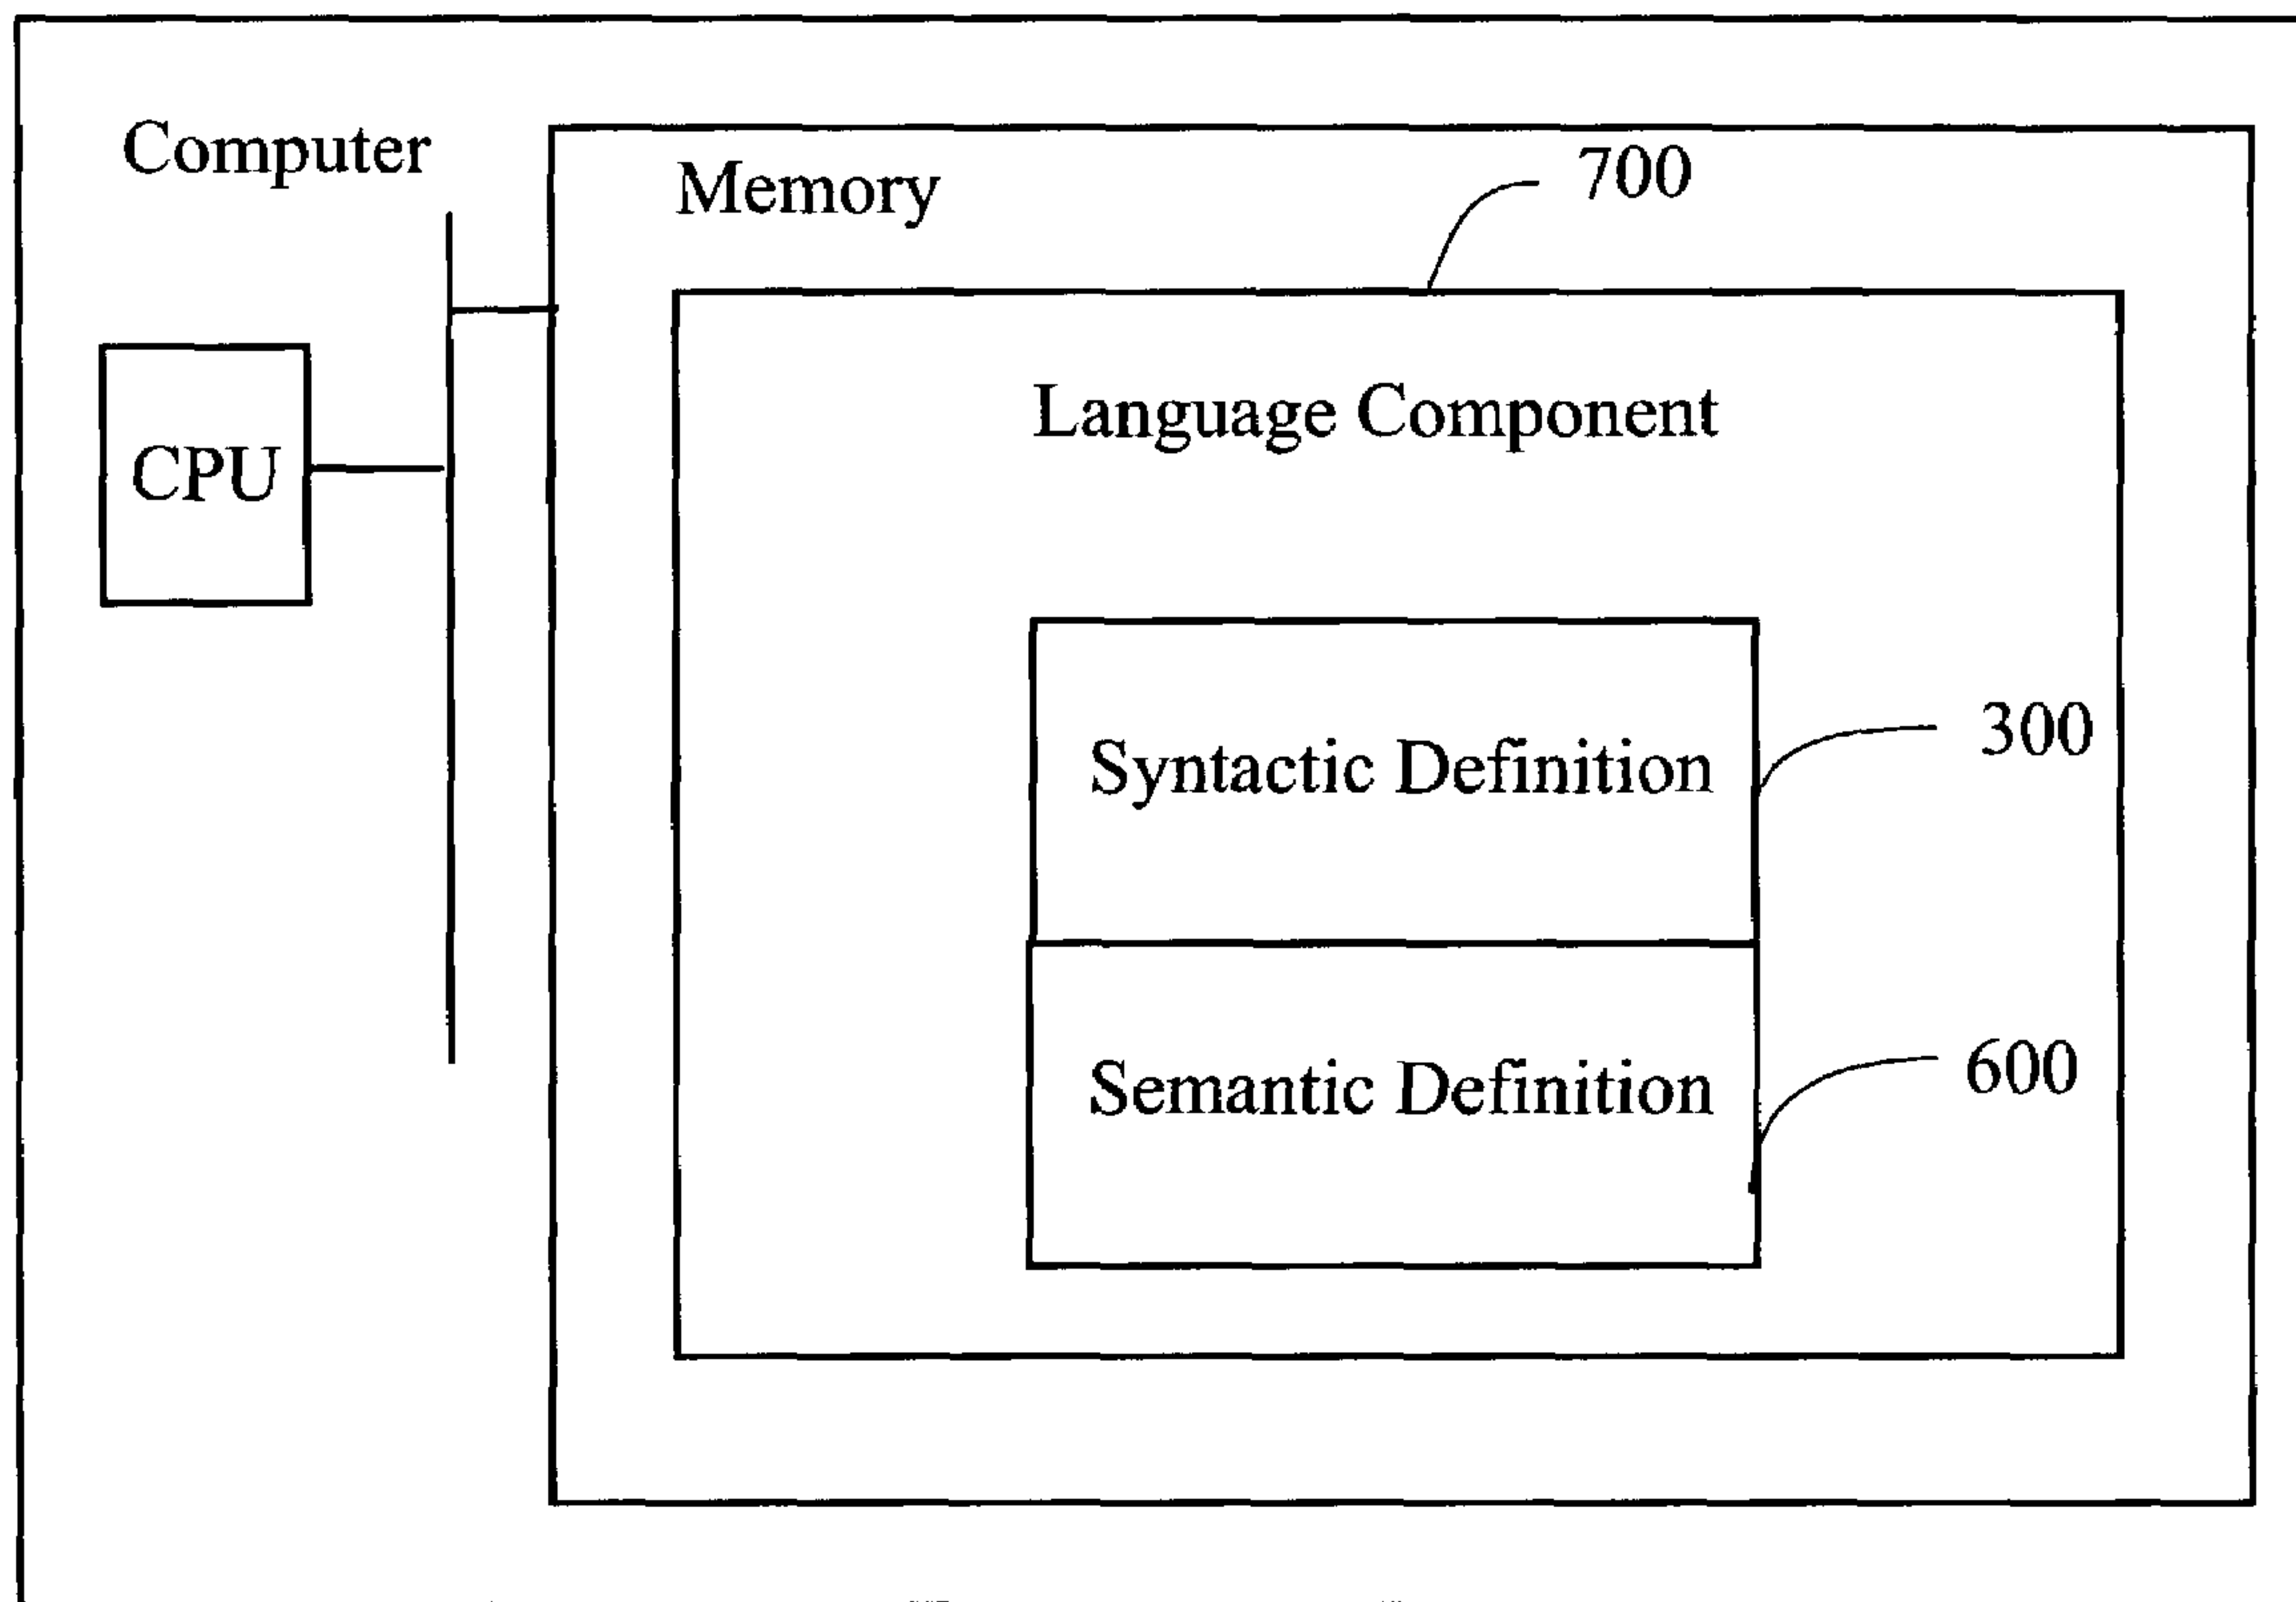 Computer
Memory
700
Language Component
CPU
Syntactic Definition
300
Semantic Definition
600